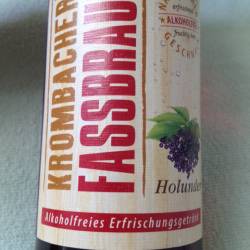 KROMBACHER
FASSBRAU
ALKOHOLFREI
Holunder
Alkoholfreies Erfrischungsgetränk